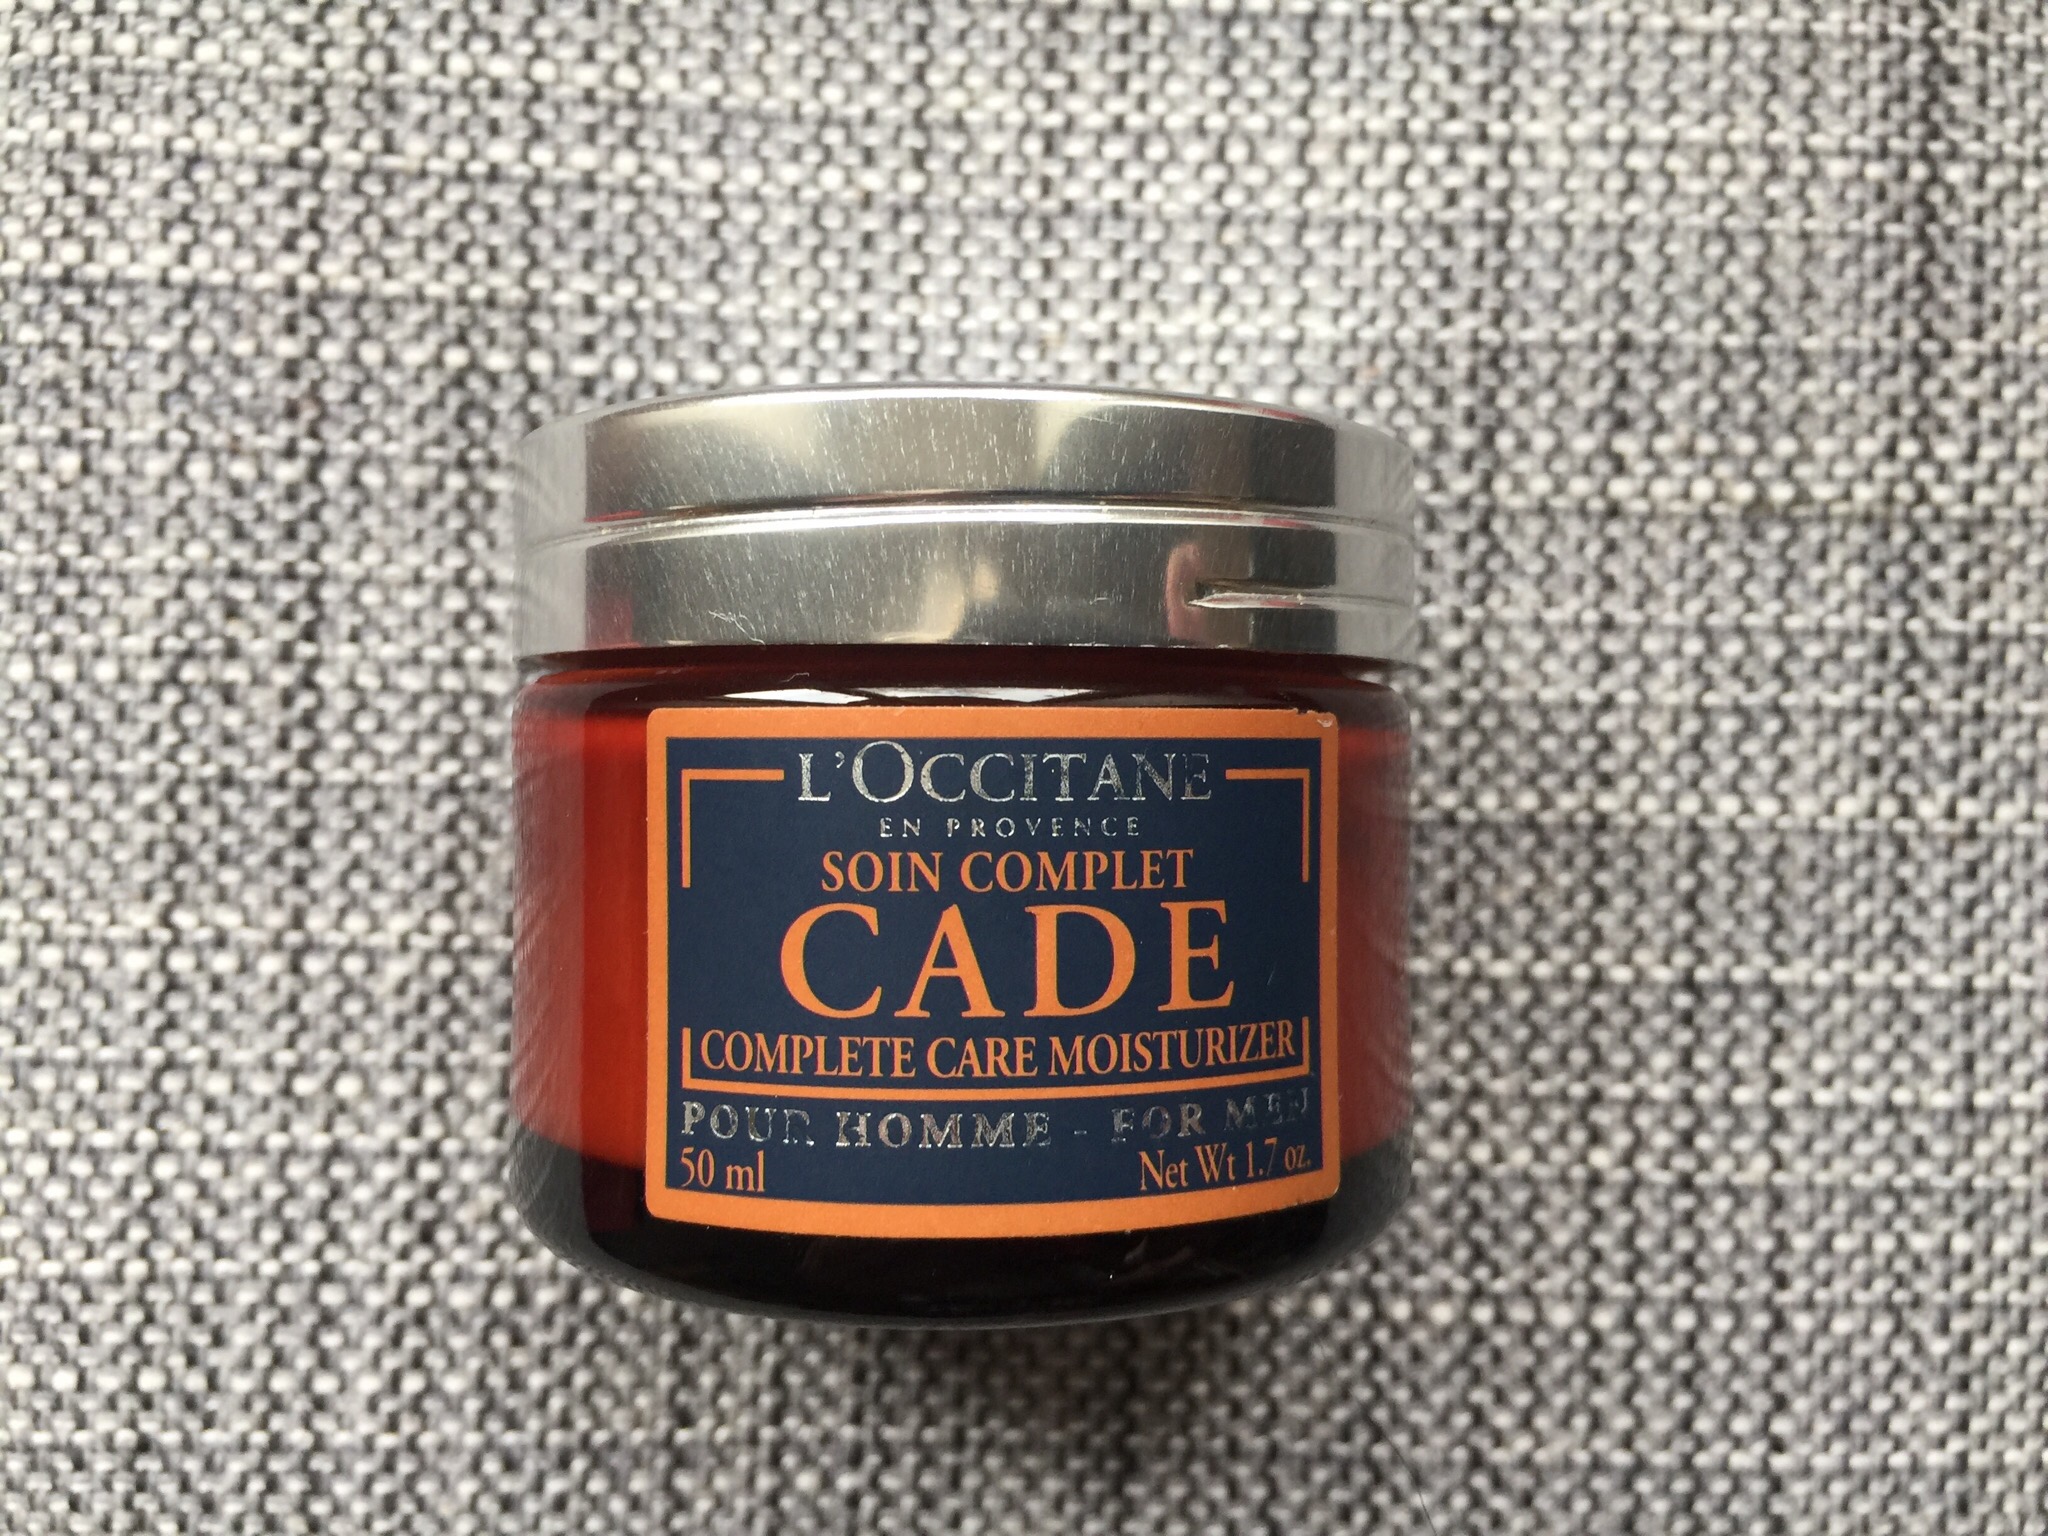 L'OCCITANE
EN PROVENCE
SOIN COMPLET
CADE
COMPLETE CARE MOISTURIZER
POUR HOMME - FOR MEN
50 ml Net Wt 1.7 oz.